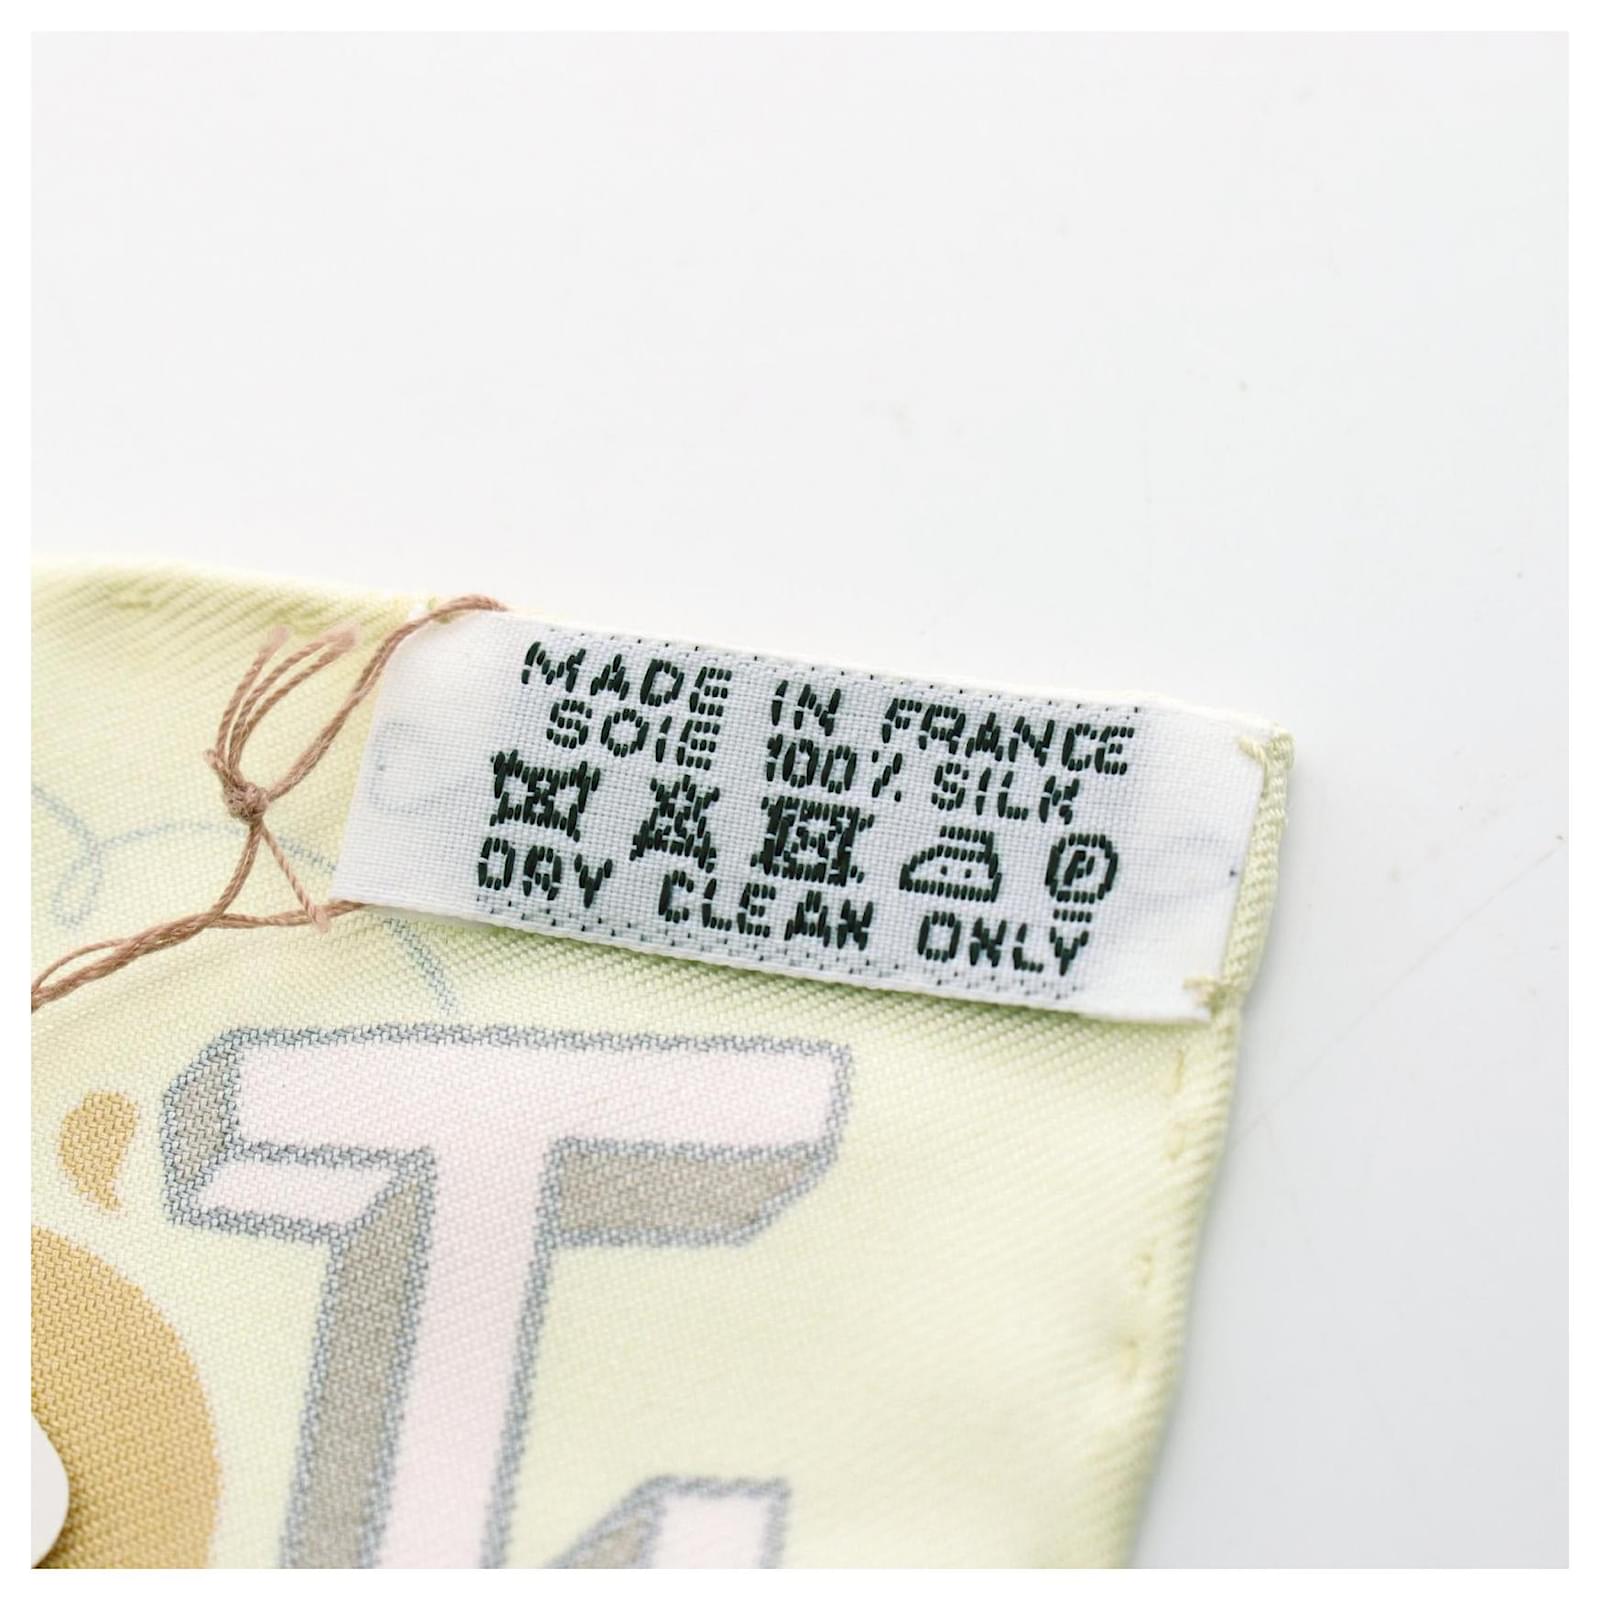 MADE IN FRANCE
SOIE 100% SILK
P
DRY CLEAN ONLY
T